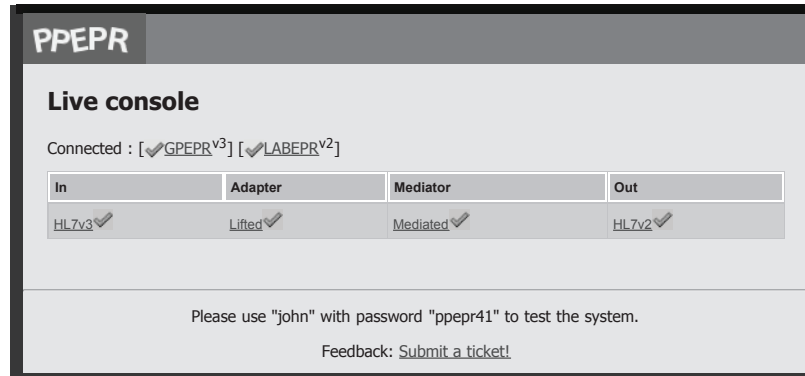 PPEPR
Live console
Connected : [GPEPRv3] [LABEPRv2]
In Adapter Mediator Out
HL7v3 Lifted Mediated HL7v2
Please use "john" with password "ppepr41" to test the system.
Feedback: Submit a ticket!